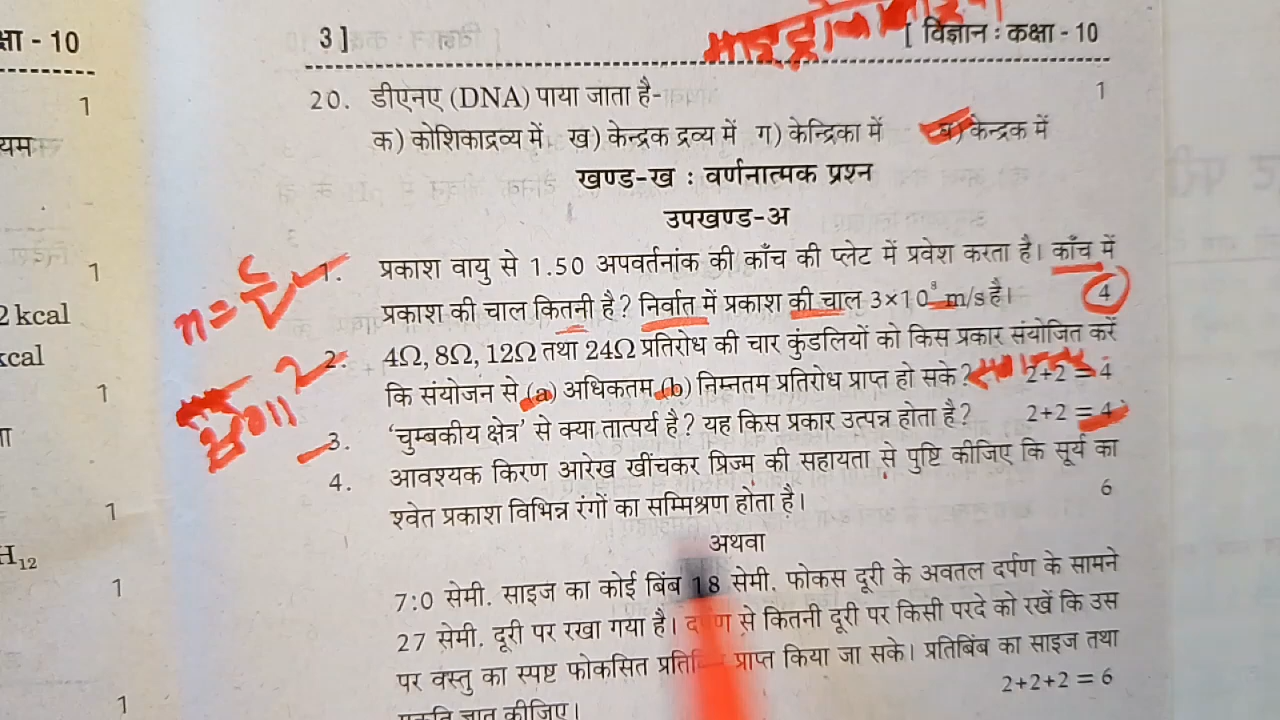 क्षा - 10
1
यम
1
2 kcal
kcal
1
ा
1
H12
1
1
3 ]
[ विज्ञान : कक्षा - 10
20. डीएनए (DNA) पाया जाता है- 1
क) कोशिकाद्रव्य में ख) केन्द्रक द्रव्य में ग) केन्द्रिका में घ) केन्द्रक में
खण्ड-ख : वर्णनात्मक प्रश्न
उपखण्ड-अ
1. प्रकाश वायु से 1.50 अपवर्तनांक की काँच की प्लेट में प्रवेश करता है। काँच में
प्रकाश की चाल कितनी है? निर्वात में प्रकाश की चाल 3×10⁸ m/s है। 4
n =
2. 4Ω, 8Ω, 12Ω तथा 24Ω प्रतिरोध की चार कुंडलियों को किस प्रकार संयोजित करें
कि संयोजन से (a) अधिकतम (b) निम्नतम प्रतिरोध प्राप्त हो सके? 2+2 = 4
3. 'चुम्बकीय क्षेत्र' से क्या तात्पर्य है? यह किस प्रकार उत्पन्न होता है? 2+2 = 4
4. आवश्यक किरण आरेख खींचकर प्रिज्म की सहायता से पुष्टि कीजिए कि सूर्य का
श्वेत प्रकाश विभिन्न रंगों का सम्मिश्रण होता है। 6
अथवा
7:0 सेमी. साइज का कोई बिंब 18 सेमी. फोकस दूरी के अवतल दर्पण के सामने
27 सेमी. दूरी पर रखा गया है। दर्पण से कितनी दूरी पर किसी परदे को रखें कि उस
पर वस्तु का स्पष्ट फोकसित प्राप्त किया जा सके। प्रतिबिंब का साइज तथा
ज्ञात कीजिए। 2+2+2 = 6